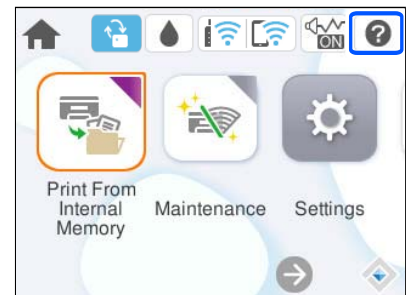 ON
?
Print From
Internal
Memory
Maintenance
Settings